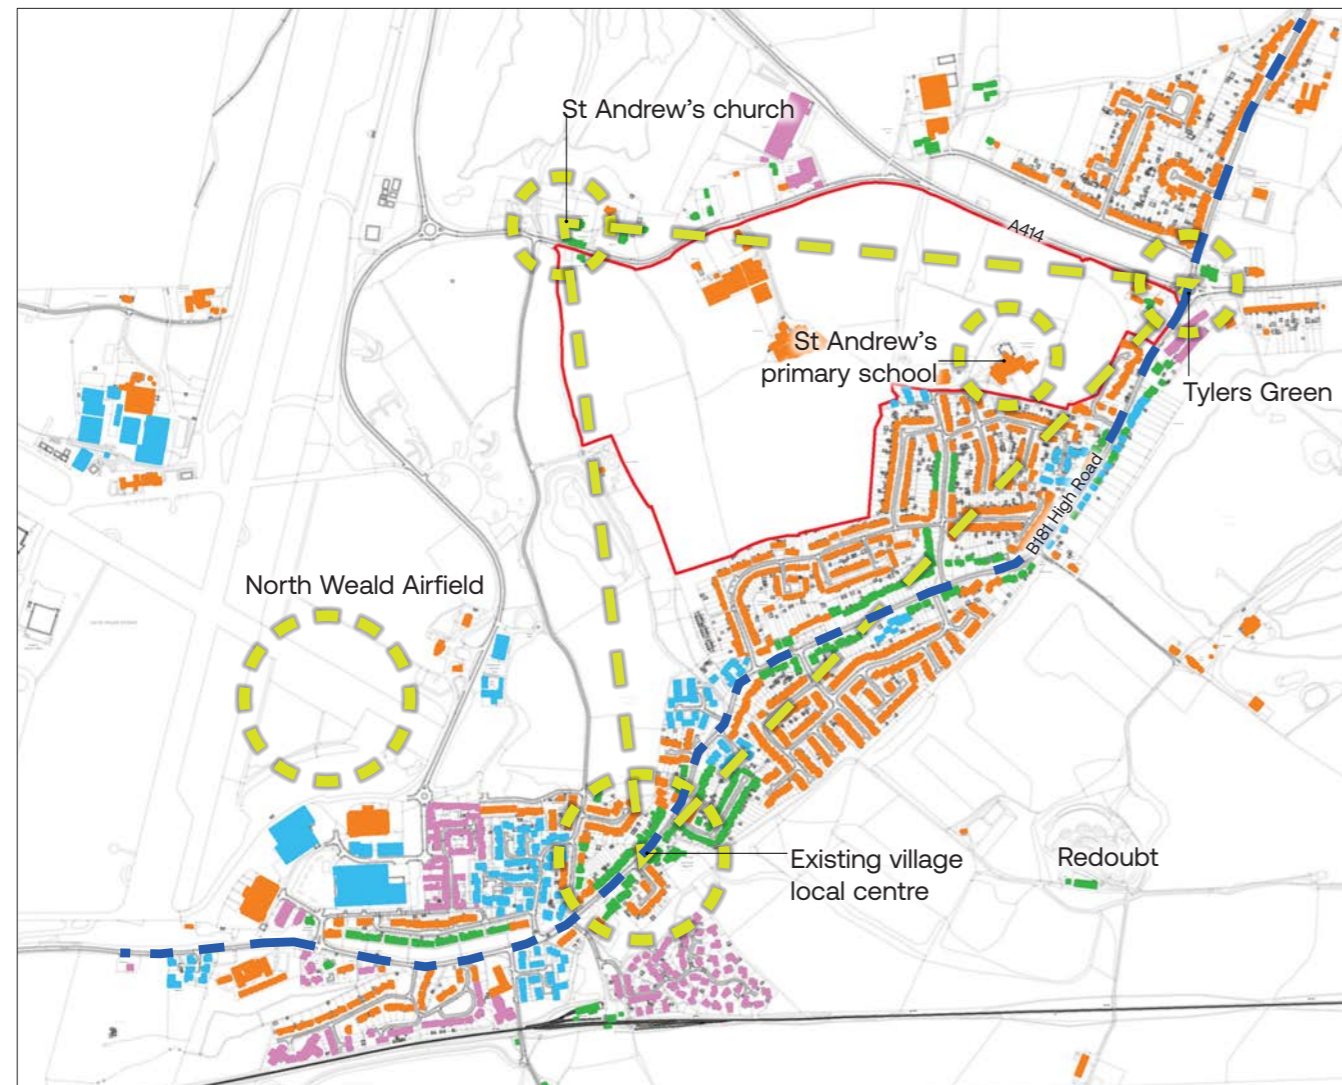 St Andrew's church
A414
St Andrew's
primary school
Tylers Green
B181 High Road
North Weald Airfield
Existing village
local centre
Redoubt